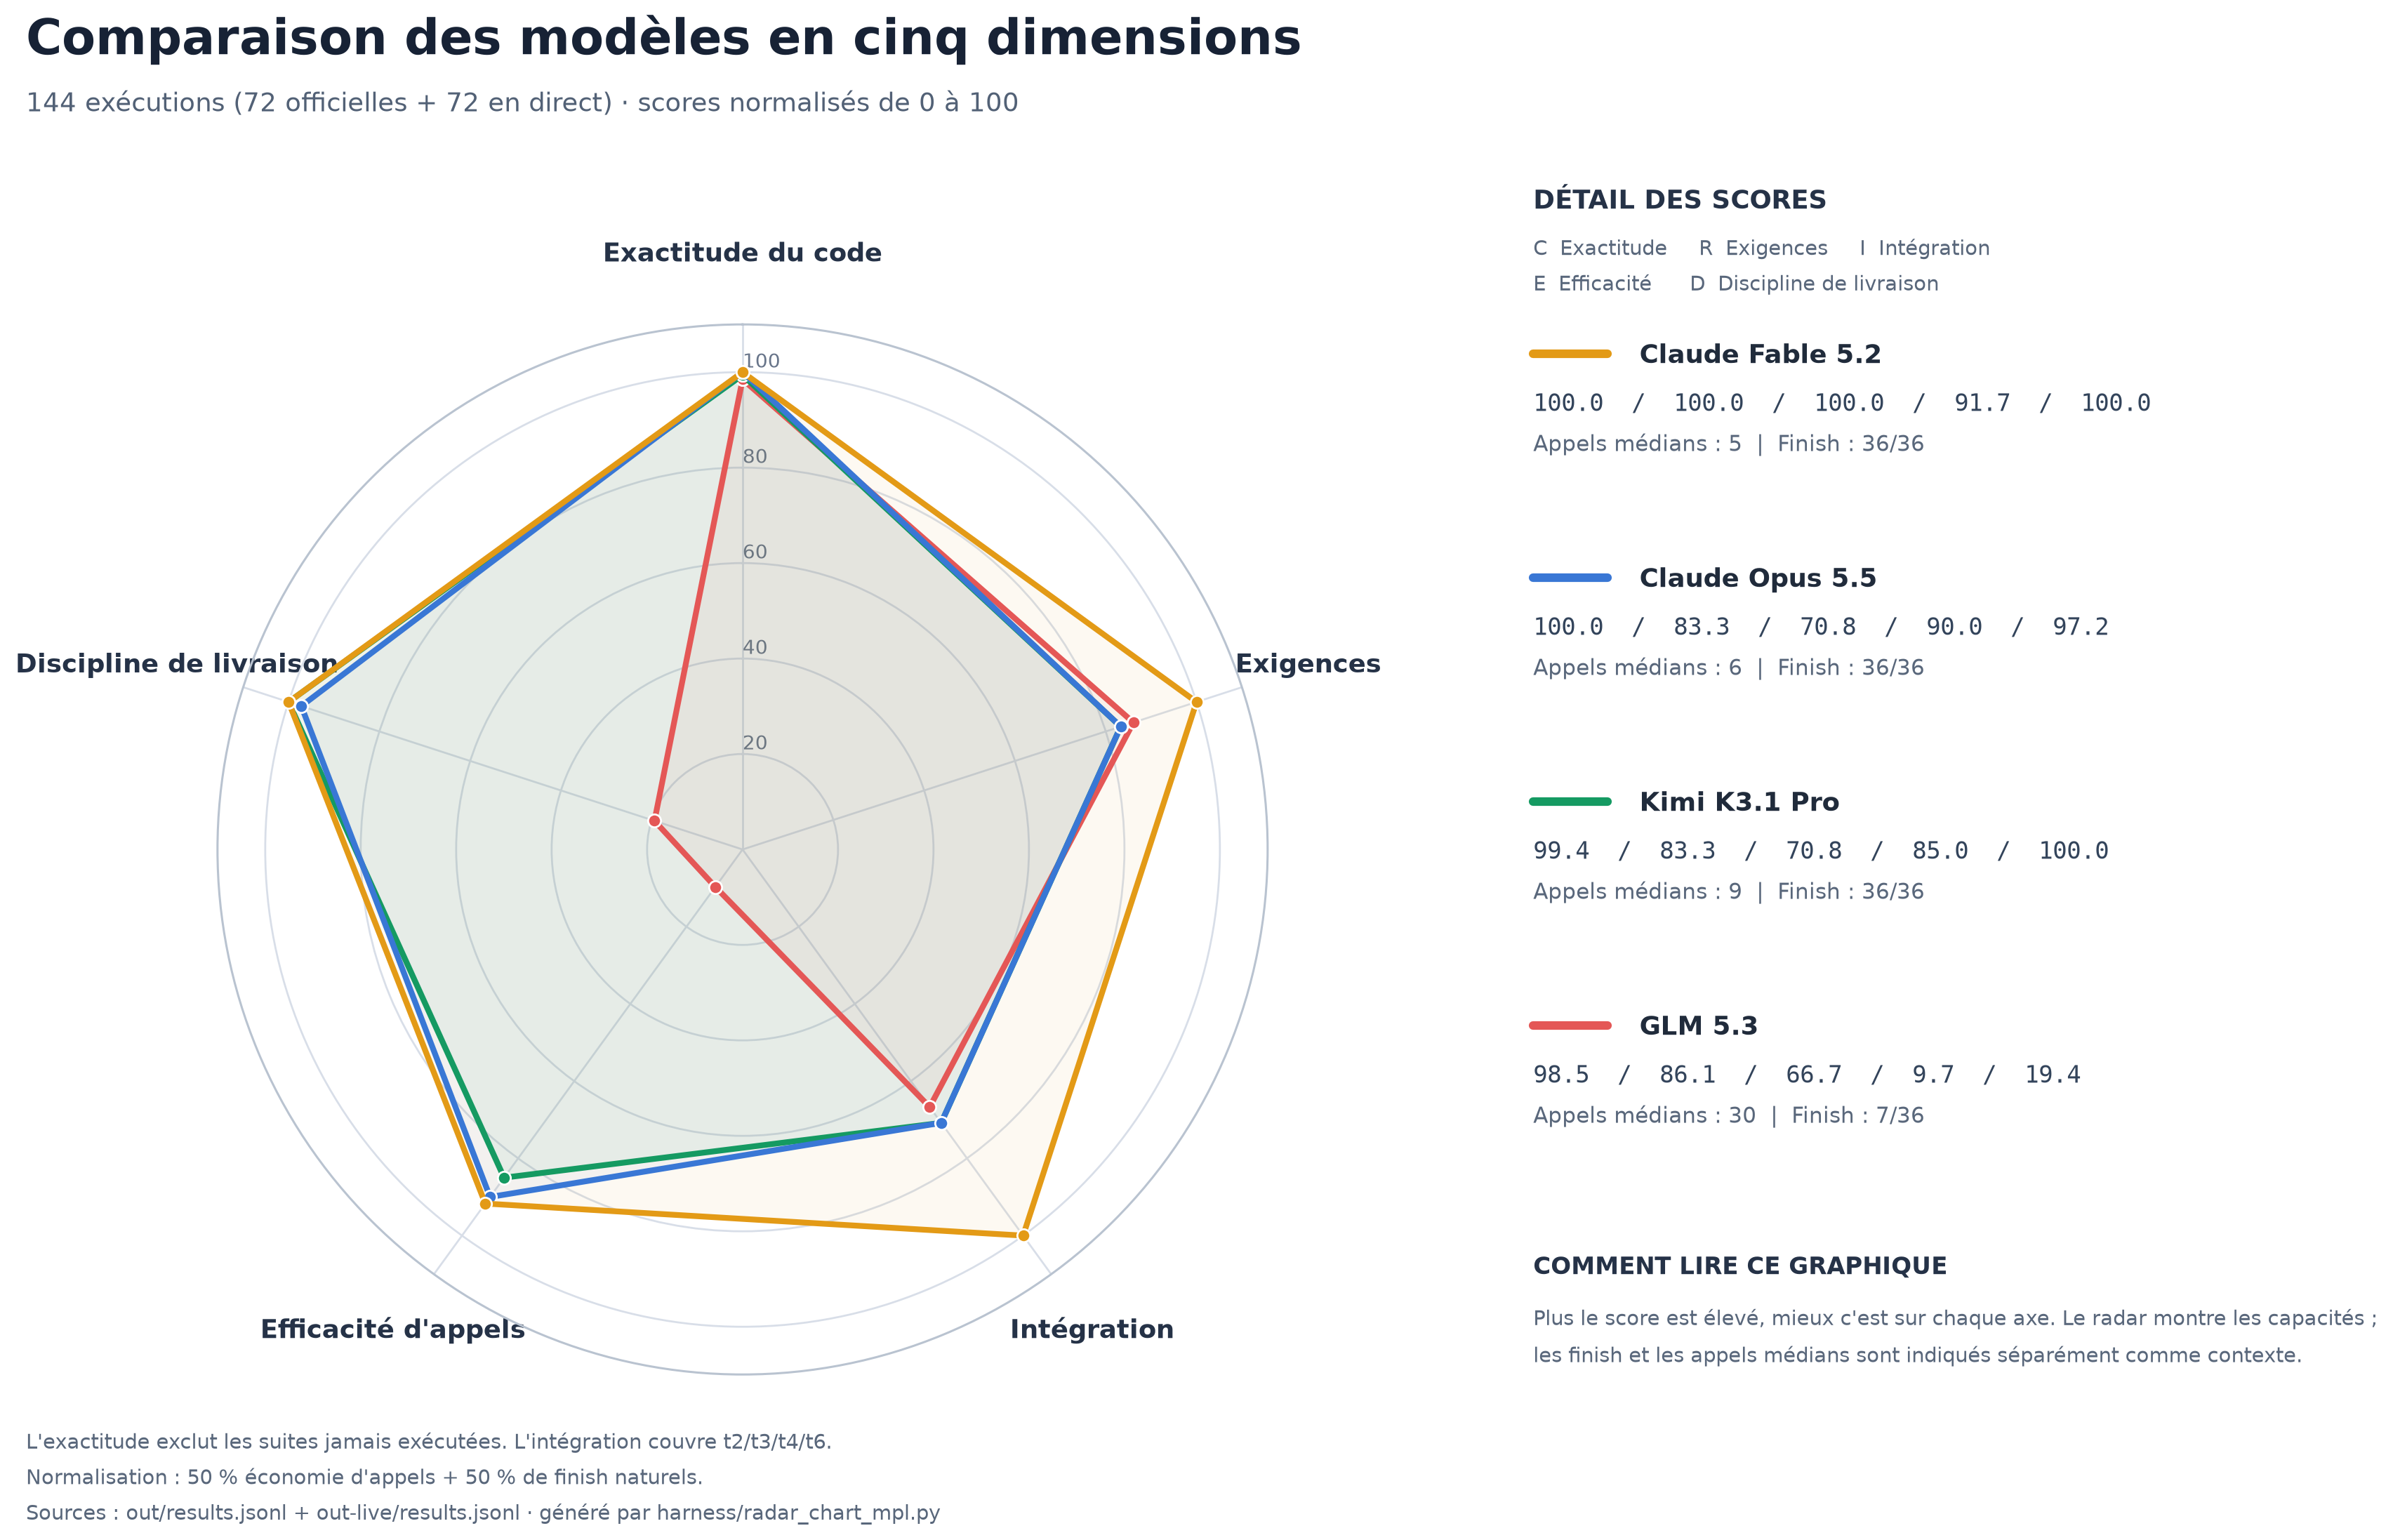 Comparaison des modèles en cinq dimensions
144 exécutions (72 officielles + 72 en direct) · scores normalisés de 0 à 100
Exactitude du code
100
80
60
40
20
Discipline de livraison
Exigences
Efficacité d'appels
Intégration
DÉTAIL DES SCORES
C Exactitude R Exigences I Intégration
E Efficacité D Discipline de livraison
Claude Fable 5.2
100.0 / 100.0 / 100.0 / 91.7 / 100.0
Appels médians : 5 | Finish : 36/36
Claude Opus 5.5
100.0 / 83.3 / 70.8 / 90.0 / 97.2
Appels médians : 6 | Finish : 36/36
Kimi K3.1 Pro
99.4 / 83.3 / 70.8 / 85.0 / 100.0
Appels médians : 9 | Finish : 36/36
GLM 5.3
98.5 / 86.1 / 66.7 / 9.7 / 19.4
Appels médians : 30 | Finish : 7/36
COMMENT LIRE CE GRAPHIQUE
Plus le score est élevé, mieux c'est sur chaque axe. Le radar montre les capacités ;
les finish et les appels médians sont indiqués séparément comme contexte.
L'exactitude exclut les suites jamais exécutées. L'intégration couvre t2/t3/t4/t6.
Normalisation : 50 % économie d'appels + 50 % de finish naturels.
Sources : out/results.jsonl + out-live/results.jsonl · généré par harness/radar_chart_mpl.py